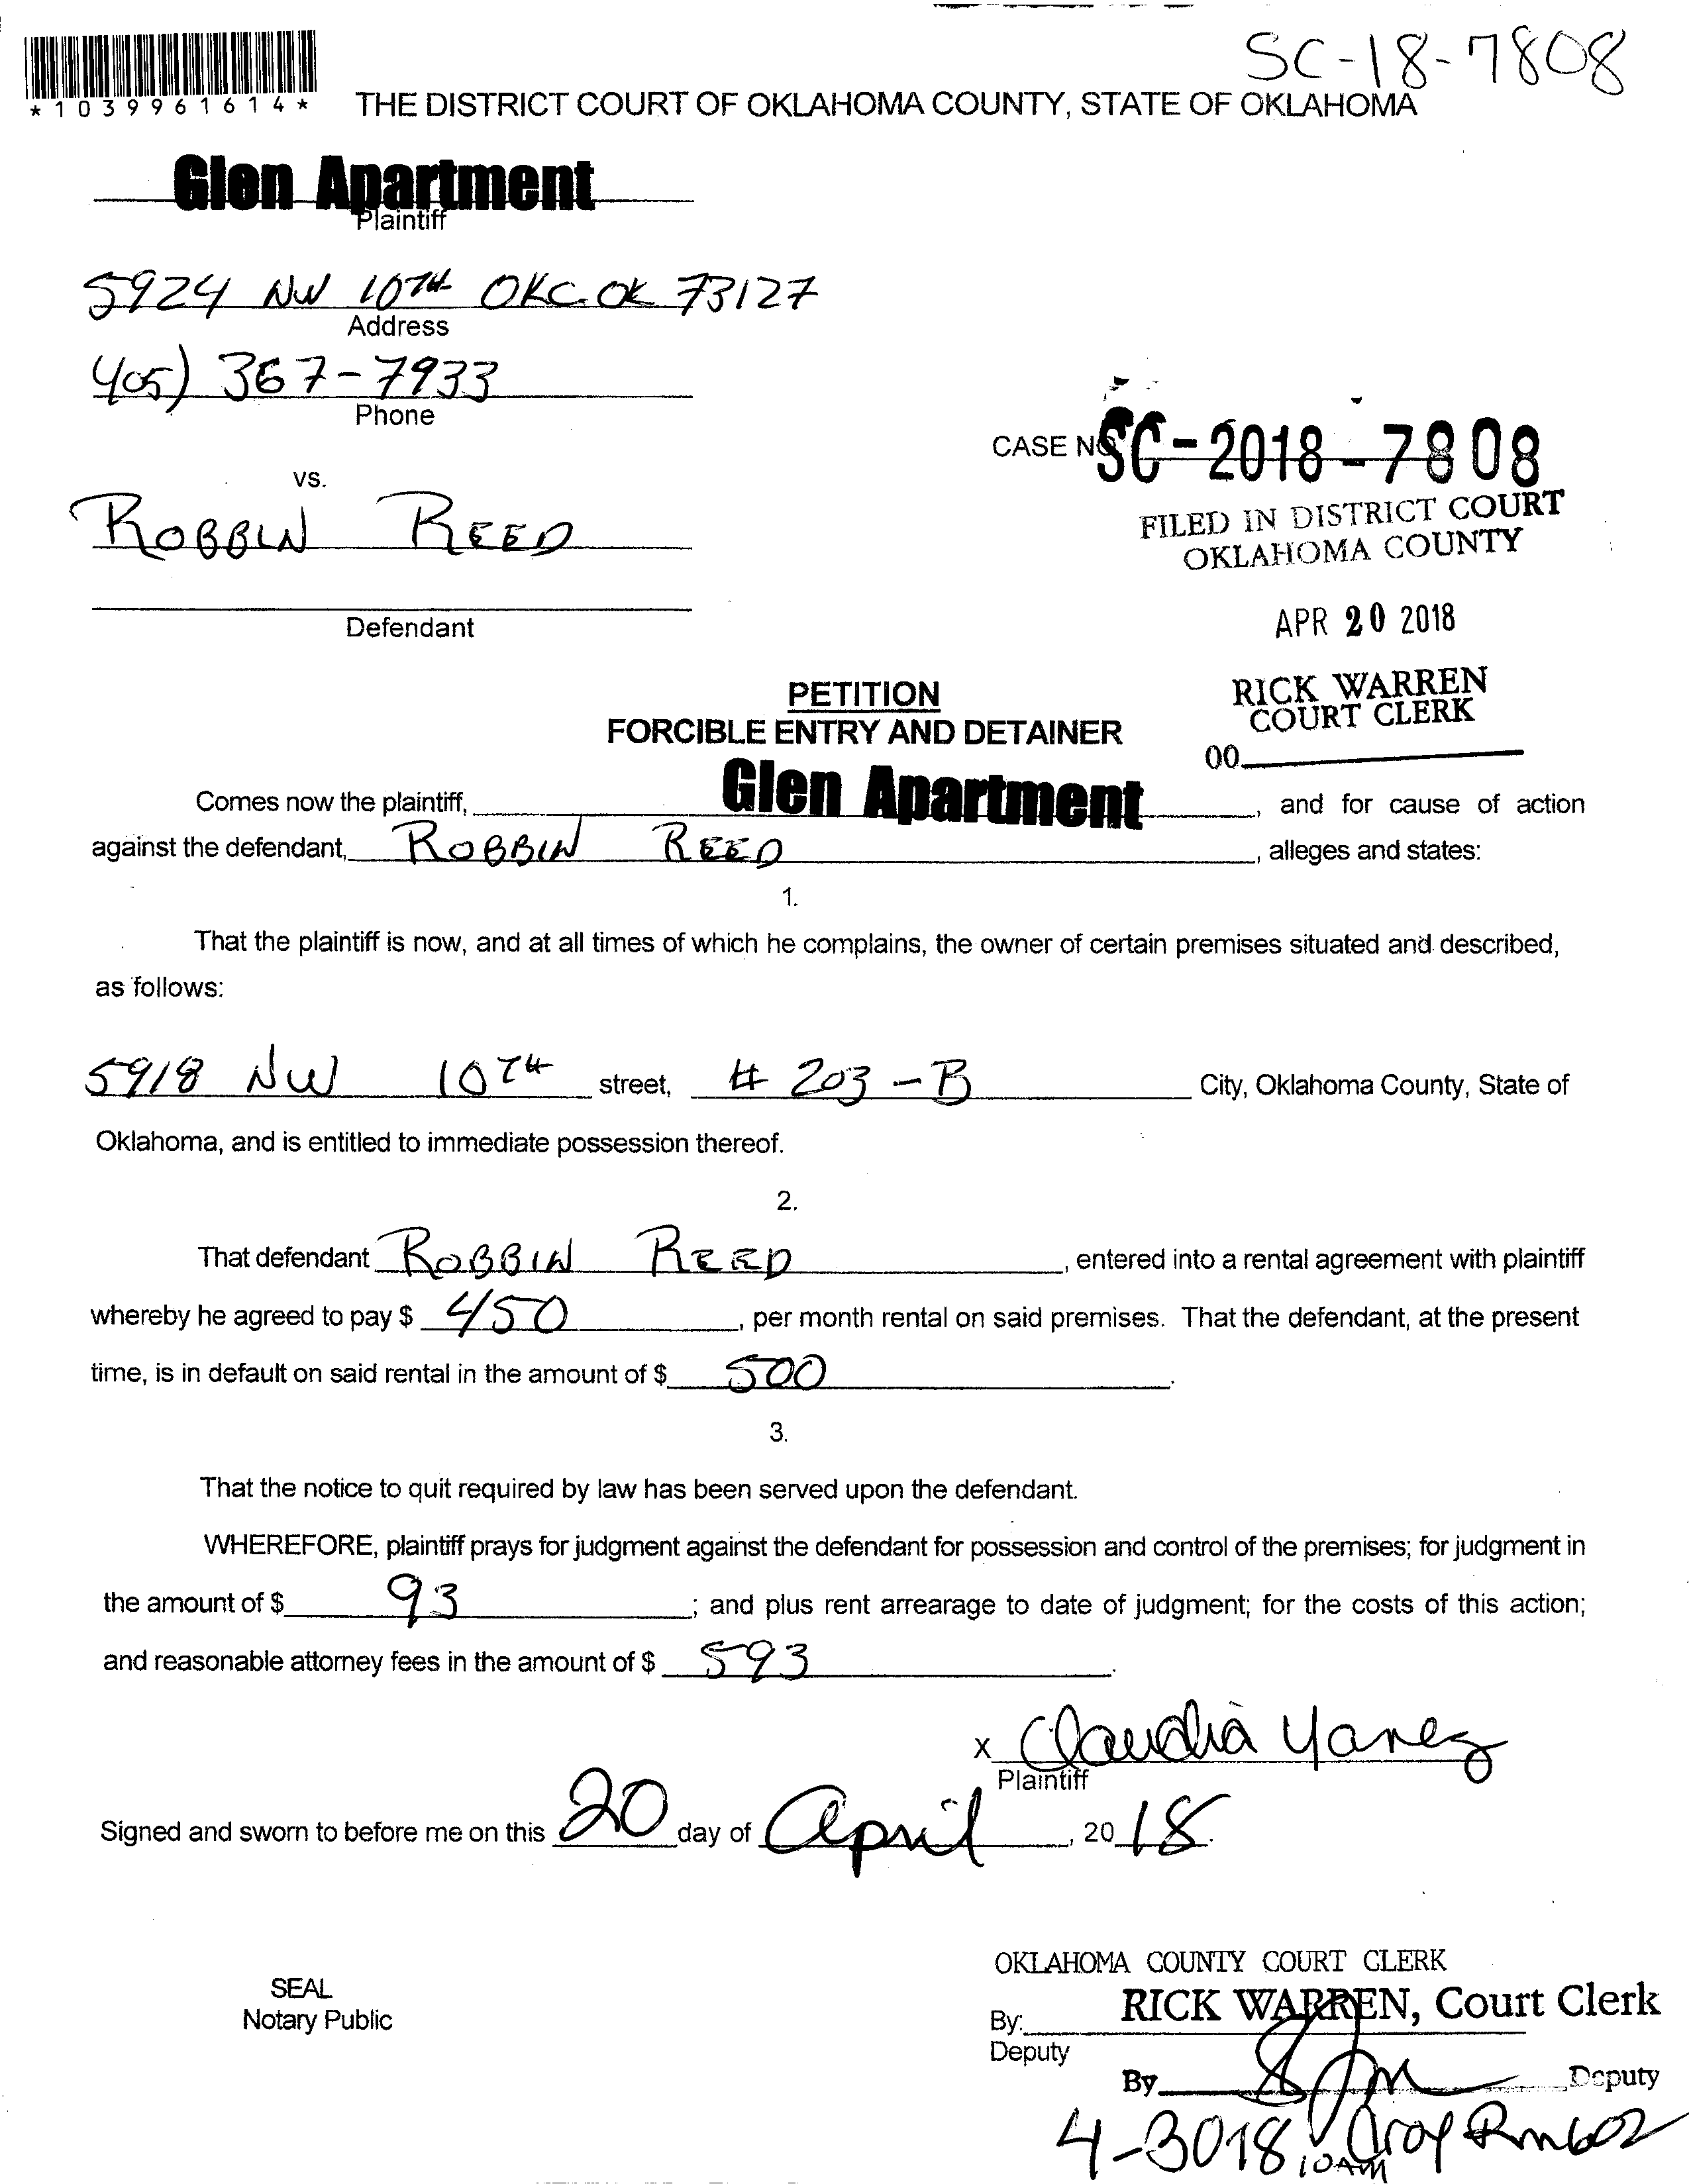 SC-18-7808
*1039961614*
THE DISTRICT COURT OF OKLAHOMA COUNTY, STATE OF OKLAHOMA
Glen Apartment
Plaintiff
5924 NW 10TH OKC. OK 73127
Address
405) 367-7933
Phone
CASE NO SC-2018-7808
vs.
FILED IN DISTRICT COURT
OKLAHOMA COUNTY
ROBBIN REED
APR 20 2018
Defendant
RICK WARREN
COURT CLERK
00
PETITION
FORCIBLE ENTRY AND DETAINER
Comes now the plaintiff, Glen Apartment, and for cause of action
against the defendant, ROBBIN REED, alleges and states:
1.
That the plaintiff is now, and at all times of which he complains, the owner of certain premises situated and described,
as follows:
5918 NW 10TH street, # 203-B City, Oklahoma County, State of
Oklahoma, and is entitled to immediate possession thereof.
2.
That defendant ROBBIN REED, entered into a rental agreement with plaintiff
whereby he agreed to pay $ 450, per month rental on said premises. That the defendant, at the present
time, is in default on said rental in the amount of $ 500.
3.
That the notice to quit required by law has been served upon the defendant.
WHEREFORE, plaintiff prays for judgment against the defendant for possession and control of the premises; for judgment in
the amount of $ 93; and plus rent arrearage to date of judgment; for the costs of this action;
and reasonable attorney fees in the amount of $ 593.
X Claudia Yanez
Plaintiff
Signed and sworn to before me on this 20 day of April, 2018.
OKLAHOMA COUNTY COURT CLERK
SEAL
Notary Public
RICK WARREN, Court Clerk
By:
Deputy
By Deputy
4-3018 10AM Rm602